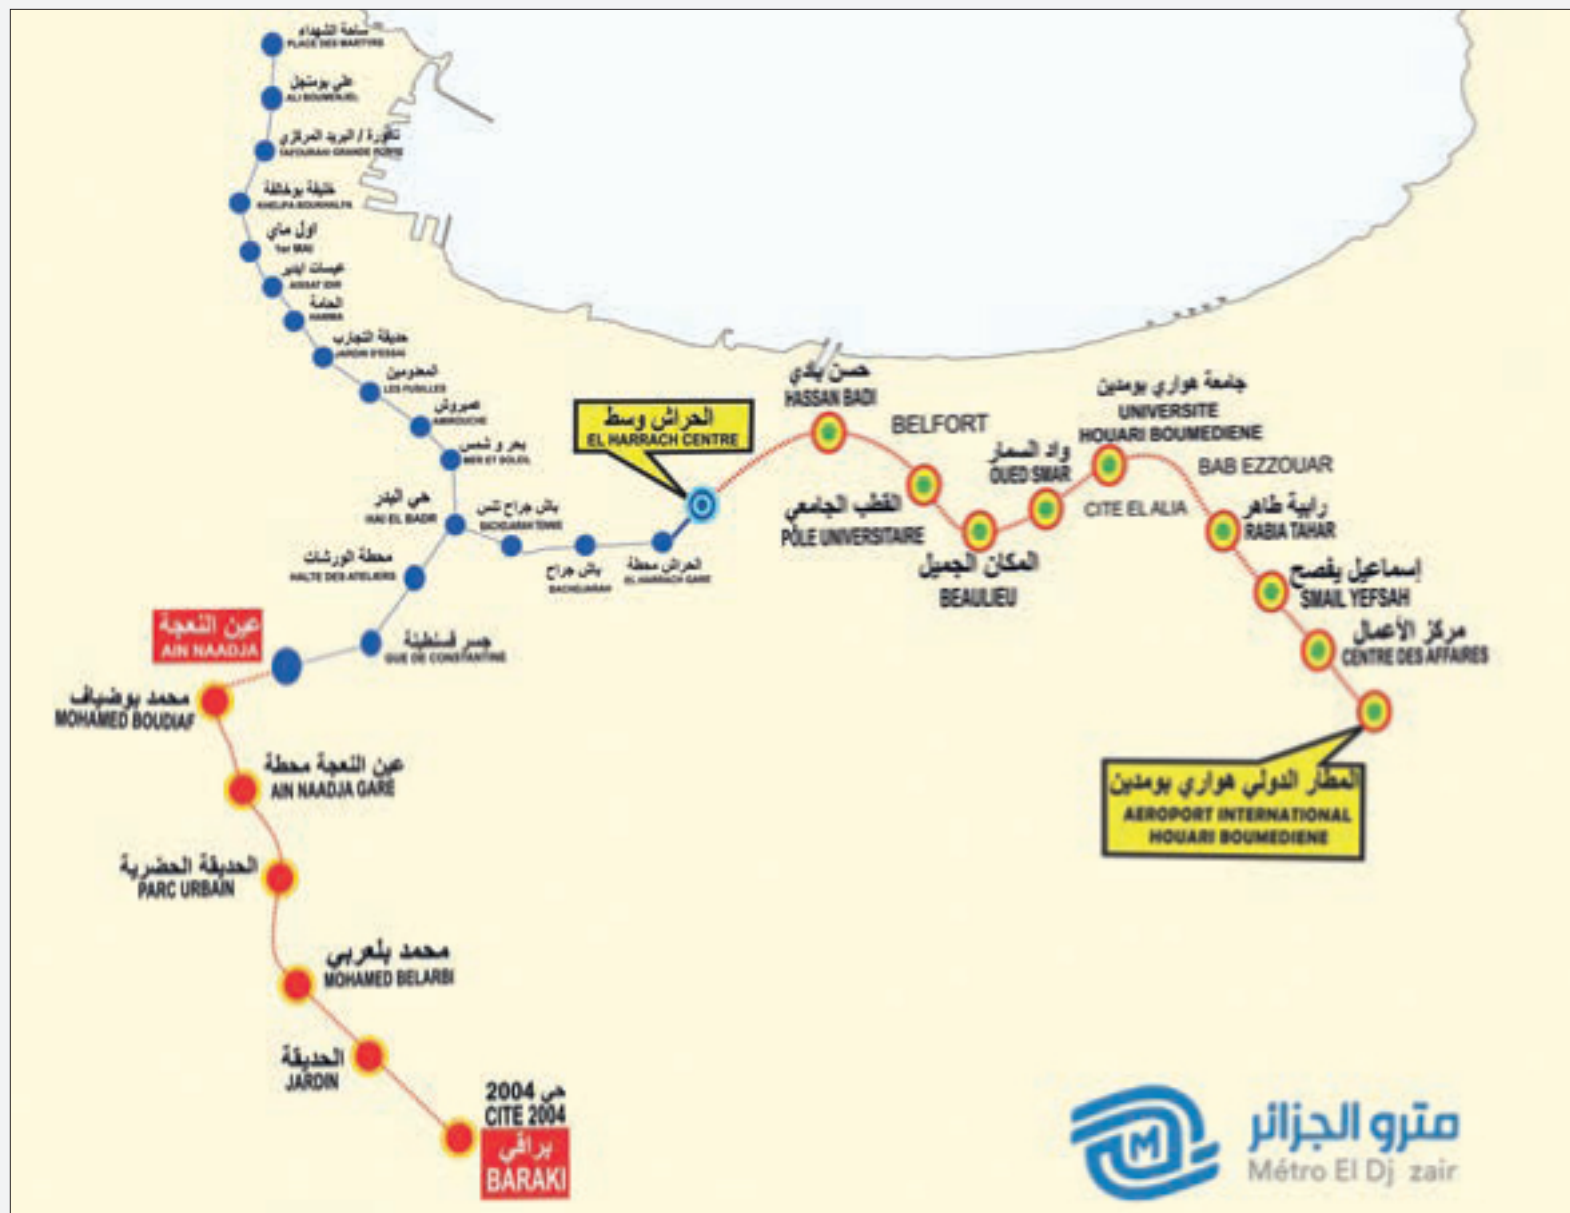 ساحة الشهداء
PLACE DES MARTYRS
علي بومنجل
ALI BOUMENJEL
تافورة / البريد المركزي
TAFOURAH GRANDE POSTE
خليفة بوخالفة
KHELIFA BOUKHALFA
اول ماي
1er MAI
عيسات ايدير
AISSAT IDIR
الحامة
HAMMA
حديقة التجارب
JARDIN D'ESSAI
المعدومين
LES FUSILLES
عميروش
AMIROUCHE
بحر و شمس
MER ET SOLEIL
حي البدر
HAI EL BADR
باش جراح تنس
BACHDJARAH TENNIS
باش جراح
BACHDJARAH
الحراش محطة
EL HARRACH GARE
الحراش وسط
EL HARRACH CENTRE
حسن بادي
HASSAN BADI
BELFORT
القطب الجامعي
PÔLE UNIVERSITAIRE
المكان الجميل
BEAULIEU
واد السمار
OUED SMAR
جامعة هواري بومدين
UNIVERSITE
HOUARI BOUMEDIENE
CITE EL ALIA
BAB EZZOUAR
رابية طاهر
RABIA TAHAR
إسماعيل يفصح
SMAIL YEFSAH
مركز الأعمال
CENTRE DES AFFAIRES
المطار الدولي هواري بومدين
AEROPORT INTERNATIONAL
HOUARI BOUMEDIENE
محطة الورشات
HALTE DES ATELIERS
جسر قسنطينة
GUE DE CONSTANTINE
عين النعجة
AIN NAADJA
محمد بوضياف
MOHAMED BOUDIAF
عين النعجة محطة
AIN NAADJA GARE
الحديقة الحضرية
PARC URBAIN
محمد بلعربي
MOHAMED BELARBI
الحديقة
JARDIN
حي 2004
CITE 2004
براقي
BARAKI
مترو الجزائر
Métro El Dj zair
M